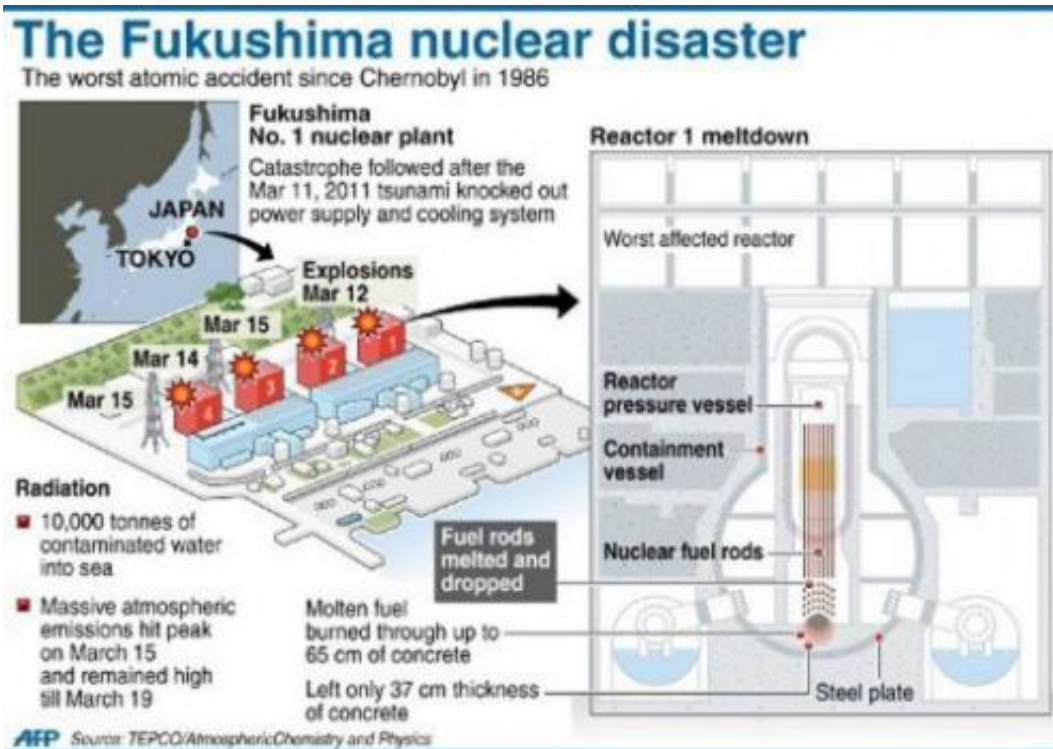 The Fukushima nuclear disaster
The worst atomic accident since Chernobyl in 1986
JAPAN
TOKYO
Fukushima
No. 1 nuclear plant
Catastrophe followed after the
Mar 11, 2011 tsunami knocked out
power supply and cooling system
Explosions
Mar 12
Mar 15
Mar 14
Mar 15
1
2
3
4
Radiation
10,000 tonnes of
contaminated water
into sea
Massive atmospheric
emissions hit peak
on March 15
and remained high
till March 19
Reactor 1 meltdown
Worst affected reactor
Reactor
pressure vessel
Containment
vessel
Nuclear fuel rods
Fuel rods
melted and
dropped
Molten fuel
burned through up to
65 cm of concrete
Left only 37 cm thickness
of concrete
Steel plate
AFP Source: TEPCO/AtmosphericChemistry and Physics